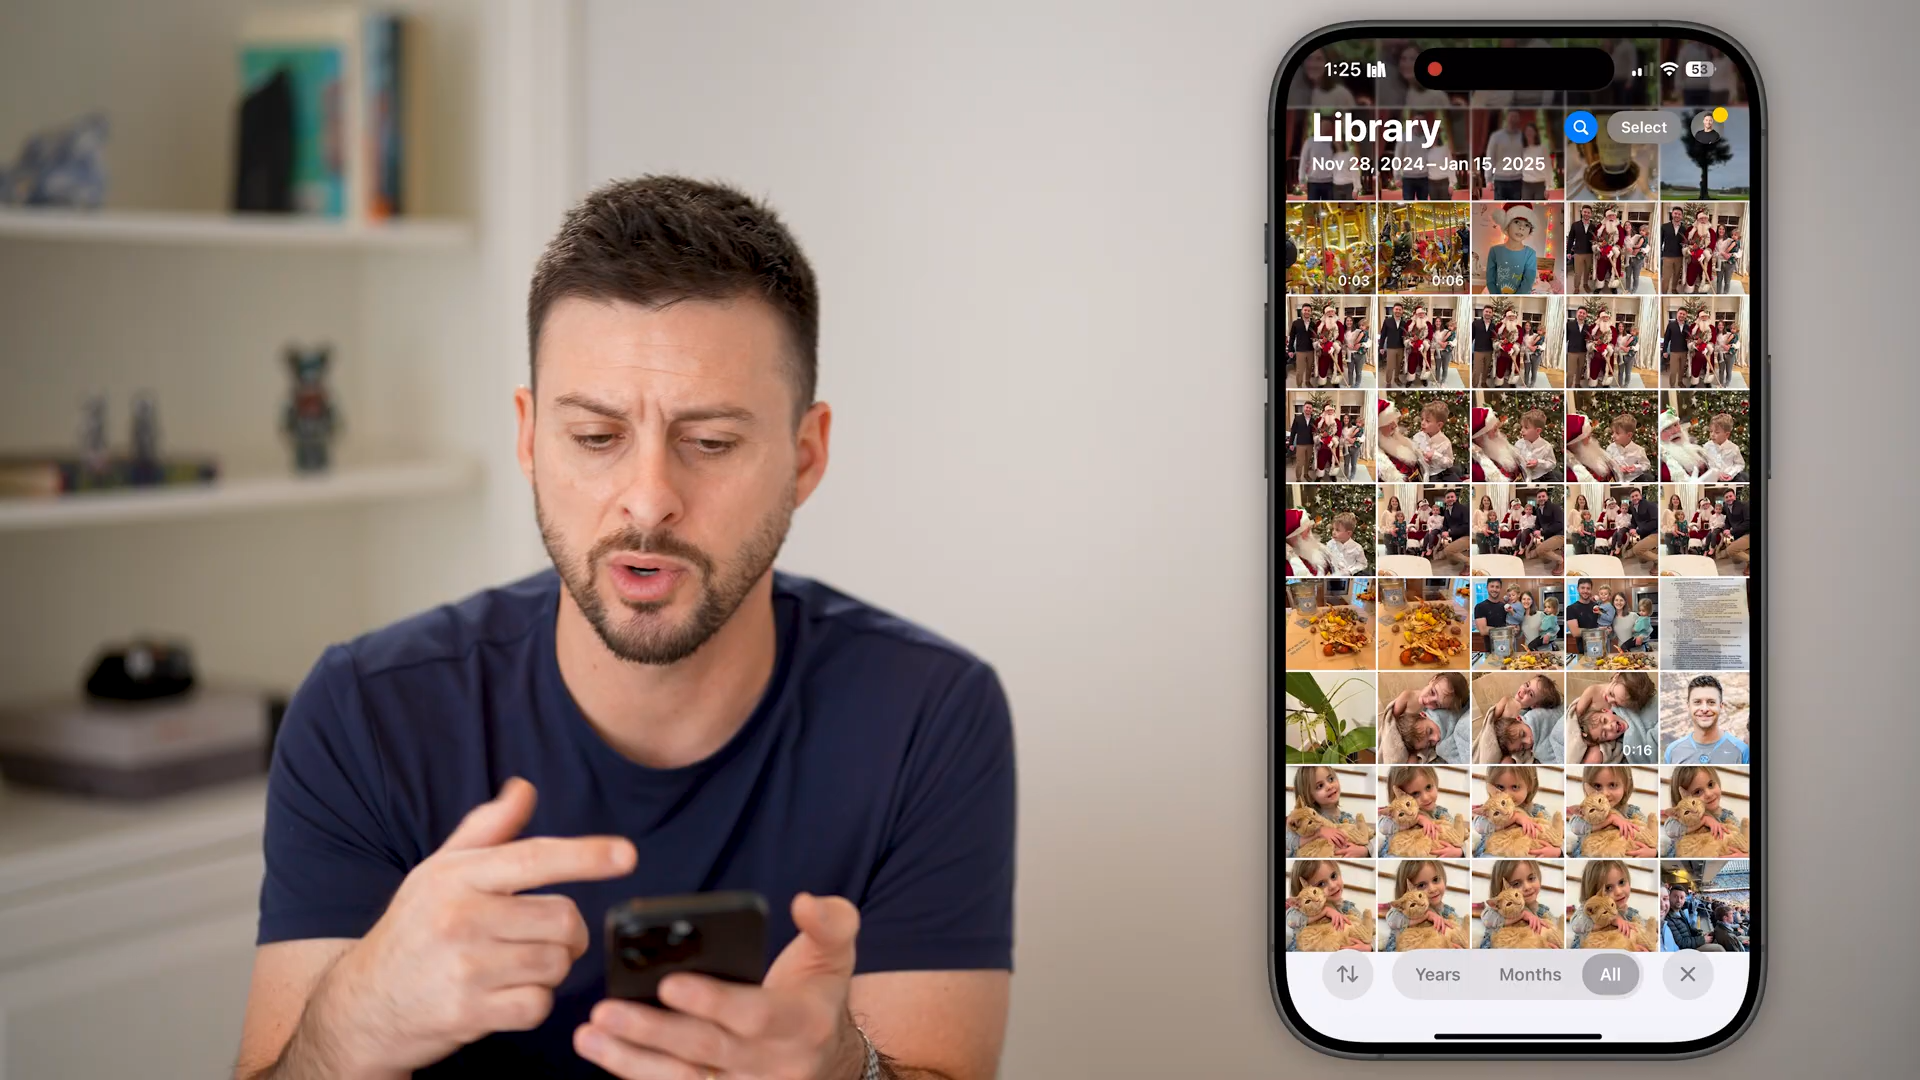 1:25
53
Library
Select
Nov 28, 2024 – Jan 15, 2025
0:03
0:06
0:16
Years
Months
All